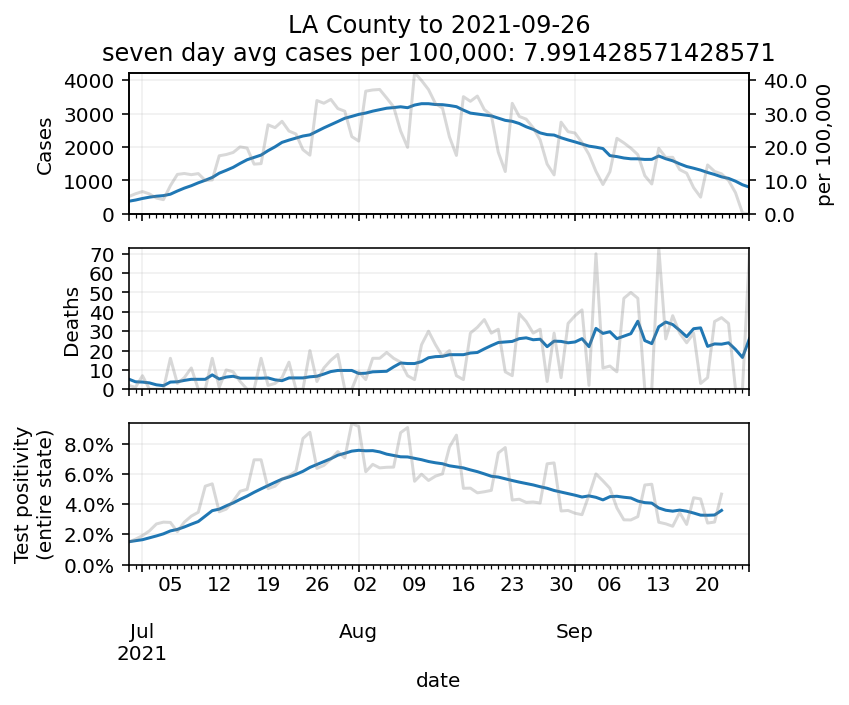 LA County to 2021-09-26
seven day avg cases per 100,000: 7.991428571428571
4000
3000
2000
1000
0
Cases
40.0
30.0
20.0
10.0
0.0
per 100,000
70
60
50
40
30
20
10
0
Deaths
8.0%
6.0%
4.0%
2.0%
0.0%
Test positivity
(entire state)
05 12 19 26 02 09 16 23 30 06 13 20
Jul Aug Sep
2021
date